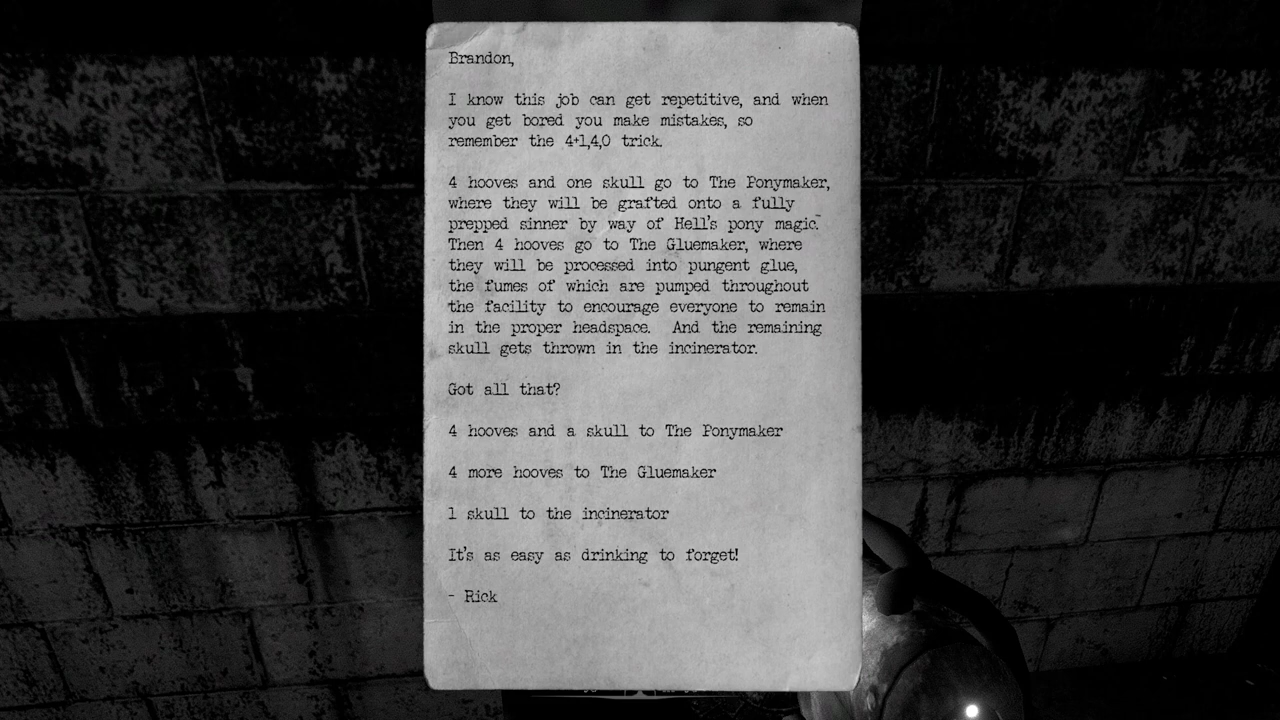 Brandon,
I know this job can get repetitive, and when
you get bored you make mistakes, so
remember the 4+1,4,0 trick.
4 hooves and one skull go to The Ponymaker,
where they will be grafted onto a fully
prepped sinner by way of Hell's pony magic.
Then 4 hooves go to The Gluemaker, where
they will be processed into pungent glue,
the fumes of which are pumped throughout
the facility to encourage everyone to remain
in the proper headspace.  And the remaining
skull gets thrown in the incinerator.
Got all that?
4 hooves and a skull to The Ponymaker
4 more hooves to The Gluemaker
1 skull to the incinerator
It's as easy as drinking to forget!
- Rick